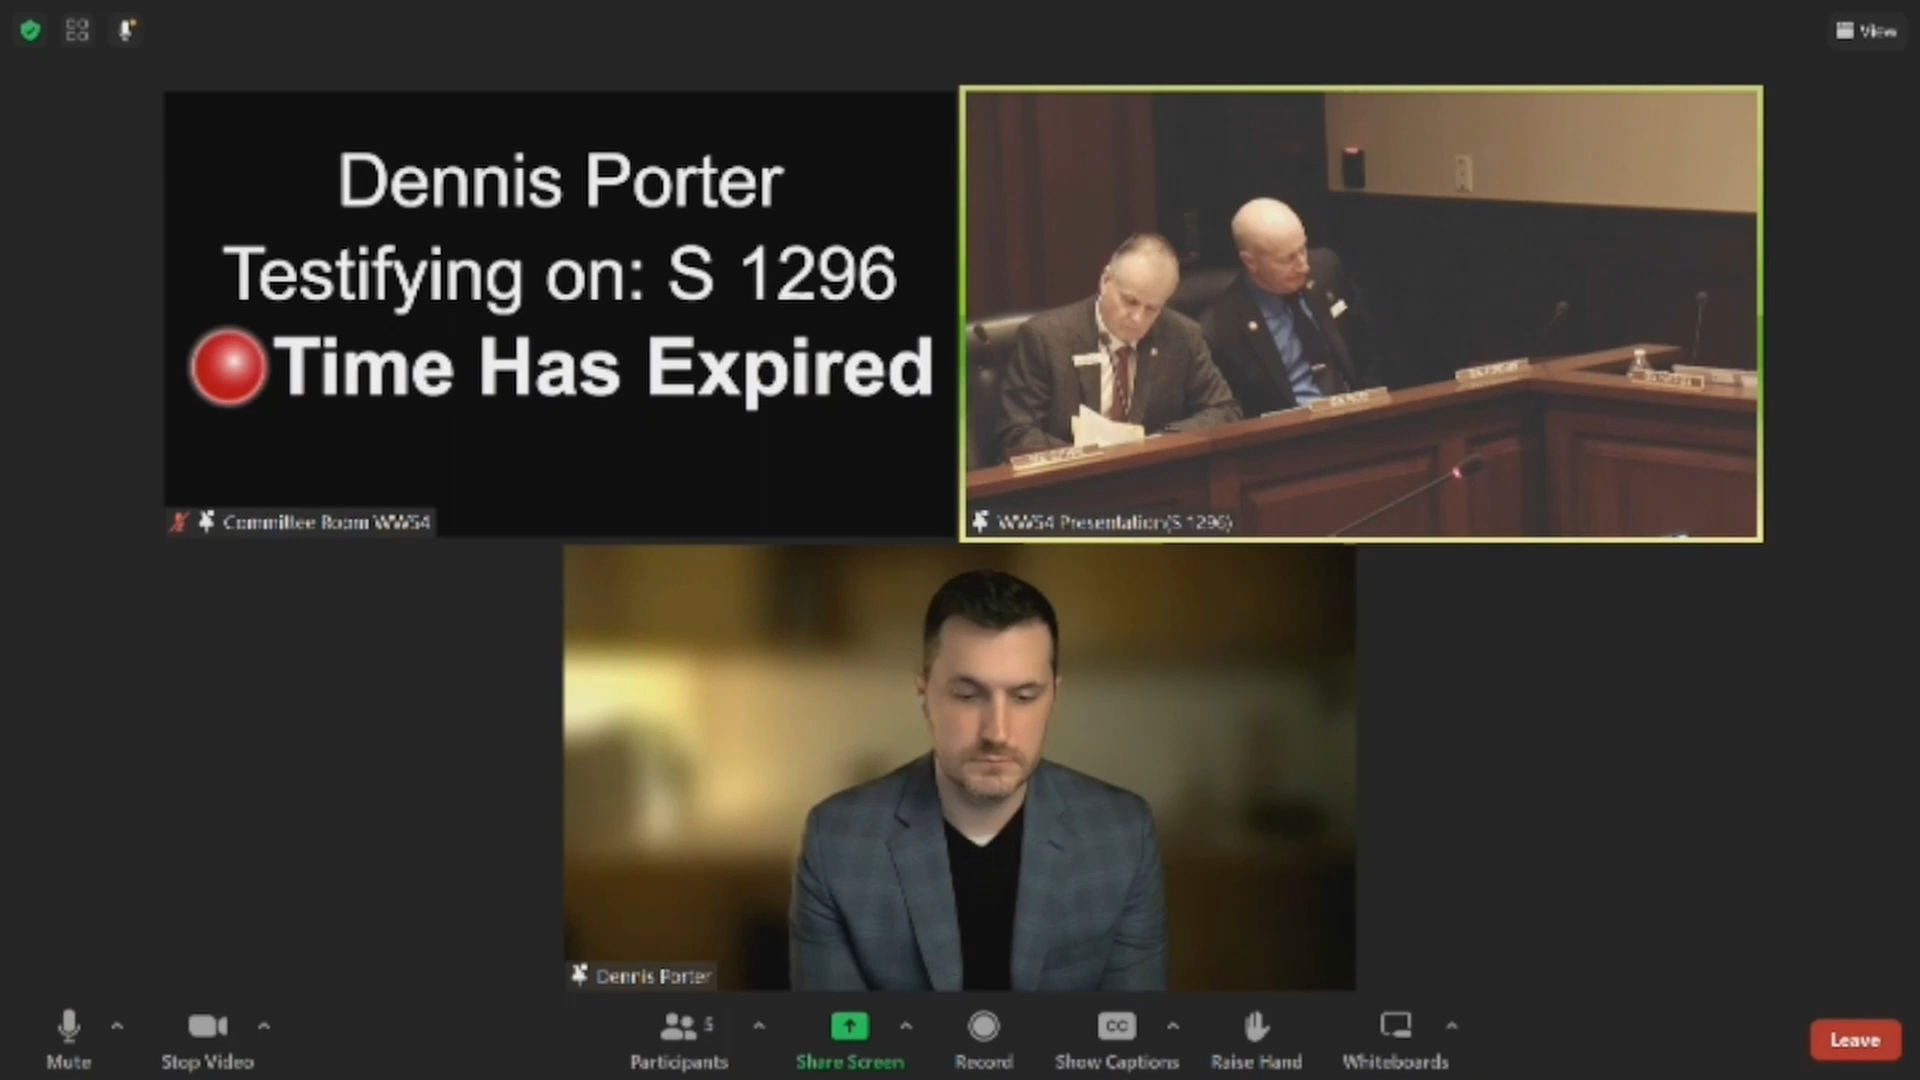 View
Dennis Porter
Testifying on: S 1296
Time Has Expired
Committee Room WW54
WW54 Presentation(S 1296)
Dennis Porter
Mute
Stop Video
Participants
5
Share Screen
CC
Record
Show Captions
Raise Hand
Whiteboards
Leave